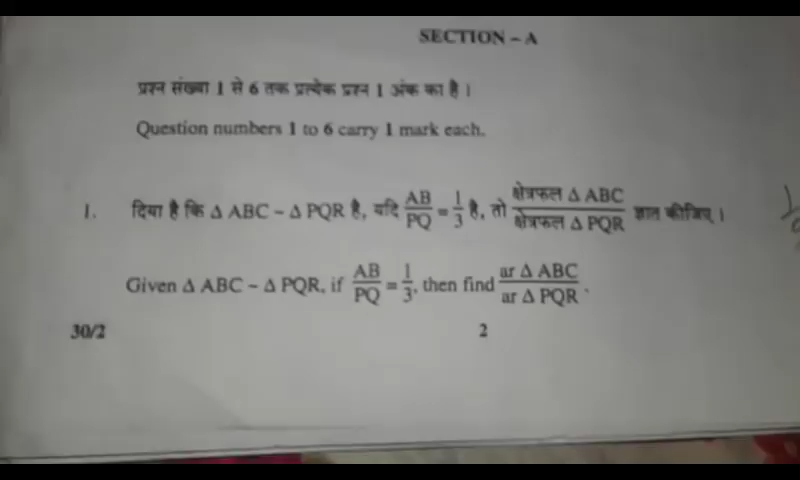 SECTION – A
प्रश्न संख्या 1 से 6 तक प्रत्येक प्रश्न 1 अंक का है ।
Question numbers 1 to 6 carry 1 mark each.
1. दिया है कि Δ ABC ~ Δ PQR है, यदि AB/PQ = 1/3 है, तो क्षेत्रफल Δ ABC/क्षेत्रफल Δ PQR ज्ञात कीजिए ।
Given Δ ABC ~ Δ PQR, if AB/PQ = 1/3, then find ar Δ ABC/ar Δ PQR .
30/2 2